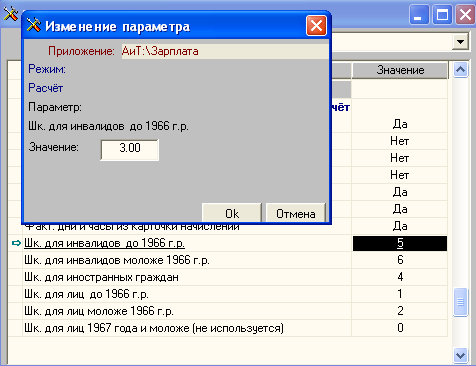 Изменение параметра
Приложение: АиТ:\Зарплата
Режим:
Расчёт
Параметр:
Шк. для инвалидов до 1966 г.р.
Значение: 3.00
Ok Отмена
Значение
чёт
Да
Нет
Нет
Нет
Да
Да
Факт. дни и часы из карточки начислений Да
Шк. для инвалидов до 1966 г.р. 5
Шк. для инвалидов моложе 1966 г.р. 6
Шк. для иностранных граждан 4
Шк. для лиц до 1966 г.р. 1
Шк. для лиц моложе 1966 г.р. 2
Шк. для лиц 1967 года и моложе (не используется) 0